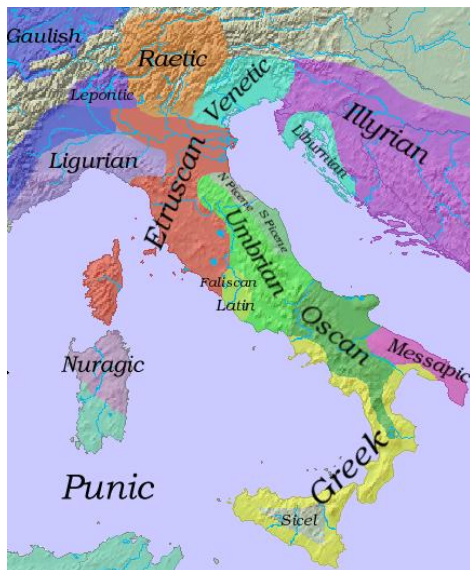 Gaulish
Raetic
Lepontic
Venetic
Illyrian
Ligurian
Liburnian
Etruscan
N Picene
S Picene
Umbrian
Faliscan
Latin
Oscan
Nuragic
Messapic
Punic
Greek
Sicel